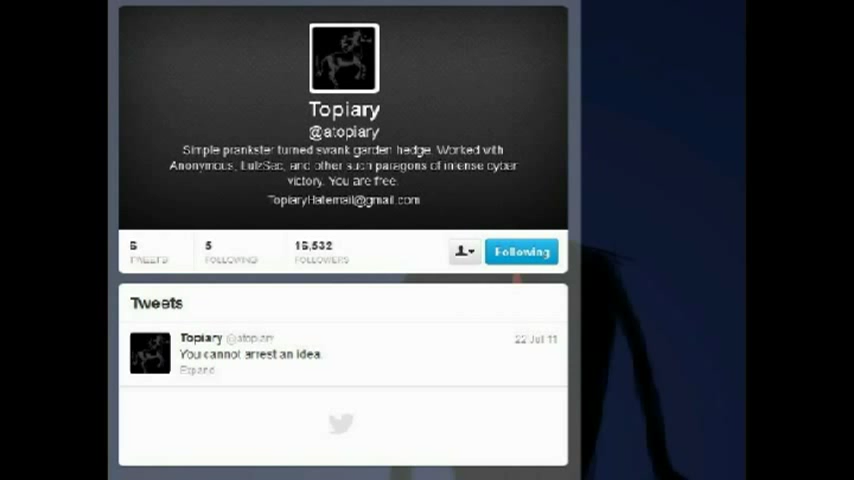 Topiary
@atopiary
Simple prankster turned swank garden hedge. Worked with
Anonymous, LulzSec, and other such paragons of intense cyber
victory. You are free.
TopiaryHatemail@gmail.com
6 5 16,532
TWEETS FOLLOWING FOLLOWERS
Following
Tweets
Topiary @atopiary 22 Jul 11
You cannot arrest an idea.
Expand